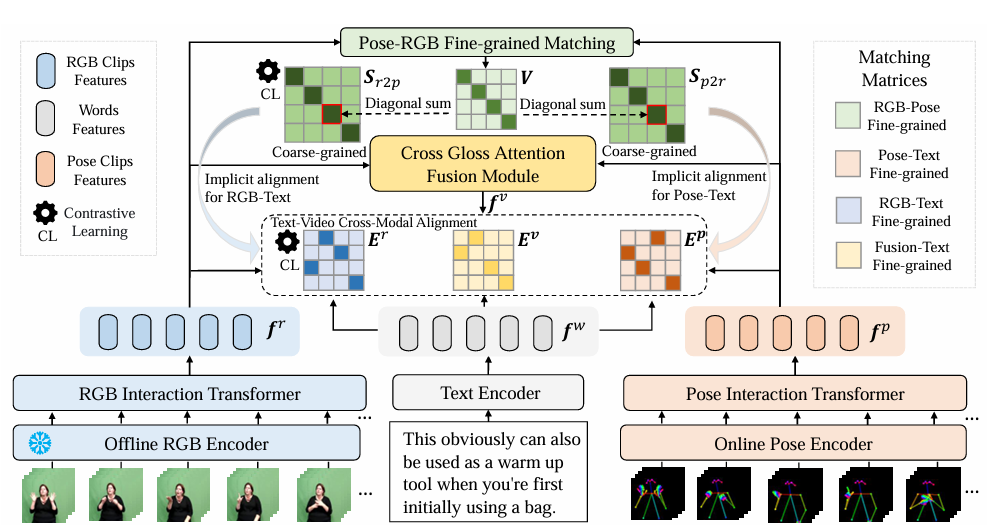 Pose-RGB Fine-grained Matching
RGB Clips
Features
Words
Features
Pose Clips
Features
Contrastive
Learning
CL
CL
S_{r2p}
Diagonal sum
V
Diagonal sum
S_{p2r}
Coarse-grained
Coarse-grained
Cross Gloss Attention
Fusion Module
Implicit alignment
for RGB-Text
Implicit alignment
for Pose-Text
f^v
Text-Video Cross-Modal Alignment
CL
E^r
E^v
E^p
Matching
Matrices
RGB-Pose
Fine-grained
Pose-Text
Fine-grained
RGB-Text
Fine-grained
Fusion-Text
Fine-grained
f^r
f^w
f^p
RGB Interaction Transformer
Text Encoder
Pose Interaction Transformer
...
...
Offline RGB Encoder
Online Pose Encoder
This obviously can also
be used as a warm up
tool when you're first
initially using a bag.
...
...